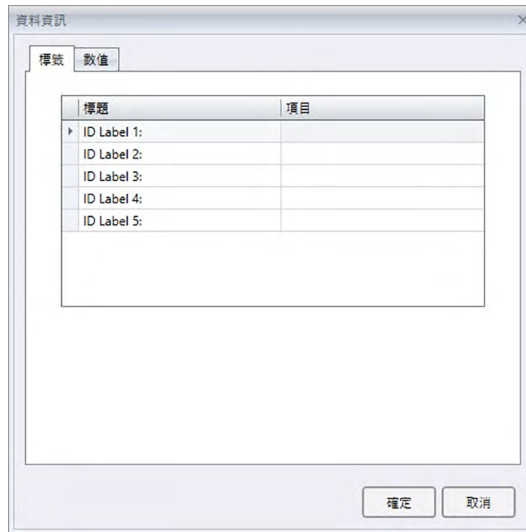 資料資訊
標籤 數值
標題 項目
ID Label 1:
ID Label 2:
ID Label 3:
ID Label 4:
ID Label 5:
確定 取消